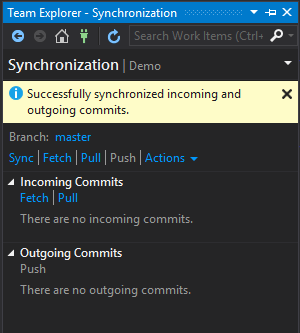 Team Explorer - Synchronization
Search Work Items (Ctrl+
Synchronization | Demo
Successfully synchronized incoming and
outgoing commits.
Branch: master
Sync | Fetch | Pull | Push | Actions
Incoming Commits
Fetch | Pull
There are no incoming commits.
Outgoing Commits
Push
There are no outgoing commits.